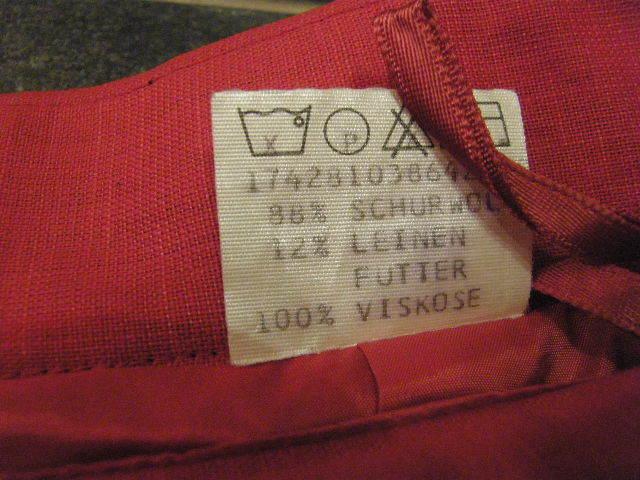 P
88% SCHURWOL
12% LEINEN
FUTTER
100% VISKOSE